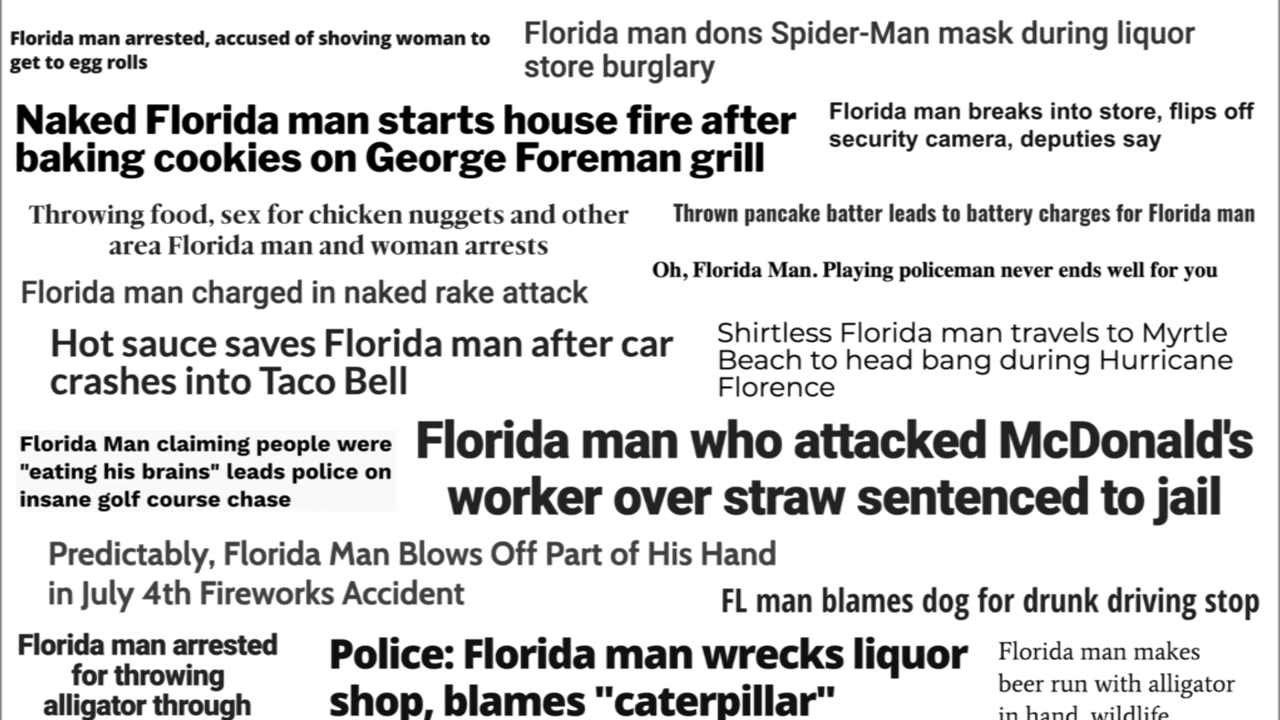 Florida man arrested, accused of shoving woman to
get to egg rolls
Florida man dons Spider-Man mask during liquor
store burglary
Naked Florida man starts house fire after
baking cookies on George Foreman grill
Florida man breaks into store, flips off
security camera, deputies say
Throwing food, sex for chicken nuggets and other
area Florida man and woman arrests
Thrown pancake batter leads to battery charges for Florida man
Oh, Florida Man. Playing policeman never ends well for you
Florida man charged in naked rake attack
Hot sauce saves Florida man after car
crashes into Taco Bell
Shirtless Florida man travels to Myrtle
Beach to head bang during Hurricane
Florence
Florida Man claiming people were
"eating his brains" leads police on
insane golf course chase
Florida man who attacked McDonald's
worker over straw sentenced to jail
Predictably, Florida Man Blows Off Part of His Hand
in July 4th Fireworks Accident
FL man blames dog for drunk driving stop
Florida man arrested
for throwing
alligator through
Police: Florida man wrecks liquor
shop, blames "caterpillar"
Florida man makes
beer run with alligator
in hand, wildlife